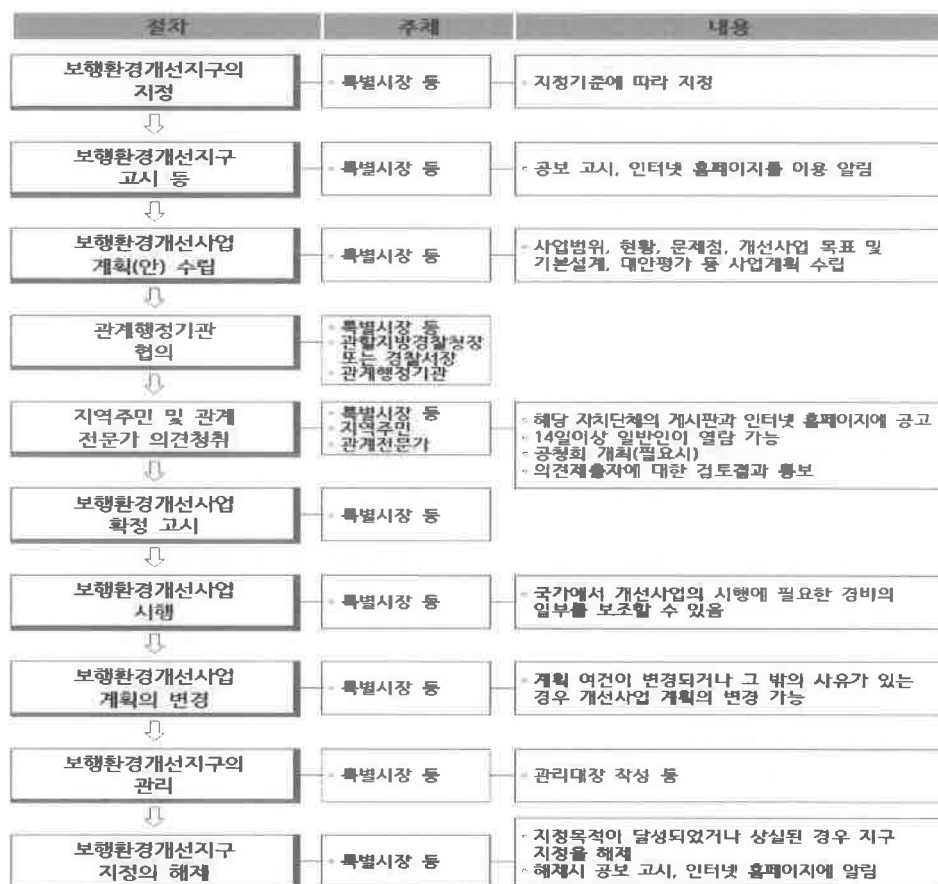 절차 주체 내용
보행환경개선지구의
지정
◦ 특별시장 등
◦ 지정기준에 따라 지정
보행환경개선지구
고시 등
◦ 특별시장 등
◦ 공보 고시, 인터넷 홈페이지를 이용 알림
보행환경개선사업
계획(안) 수립
◦ 특별시장 등
◦ 사업범위, 현황, 문제점, 개선사업 목표 및
기본설계, 대안평가 등 사업계획 수립
관계행정기관
협의
◦ 특별시장 등
◦ 관할지방경찰청장
또는 경찰서장
◦ 관계행정기관
지역주민 및 관계
전문가 의견청취
◦ 특별시장 등
◦ 지역주민
◦ 관계전문가
◦ 해당 자치단체의 게시판과 인터넷 홈페이지에 공고
◦ 14일이상 일반인이 열람 가능
◦ 공청회 개최(필요시)
◦ 의견제출자에 대한 검토결과 통보
보행환경개선사업
확정 고시
◦ 특별시장 등
보행환경개선사업
시행
◦ 특별시장 등
◦ 국가에서 개선사업의 시행에 필요한 경비의
일부를 보조할 수 있음
보행환경개선사업
계획의 변경
◦ 특별시장 등
◦ 계획 여건이 변경되거나 그 밖의 사유가 있는
경우 개선사업 계획의 변경 가능
보행환경개선지구의
관리
◦ 특별시장 등
◦ 관리대장 작성 등
보행환경개선지구
지정의 해제
◦ 특별시장 등
◦ 지정목적이 달성되었거나 상실된 경우 지구
지정을 해제
◦ 해제시 공보 고시, 인터넷 홈페이지에 알림